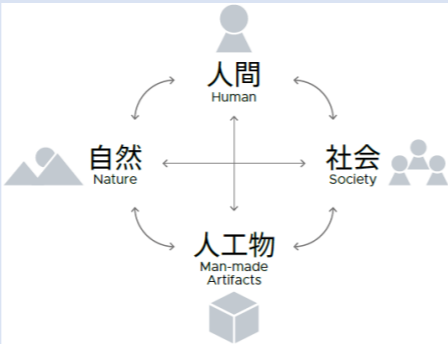 人間
Human
自然
Nature
社会
Society
人工物
Man-made
Artifacts